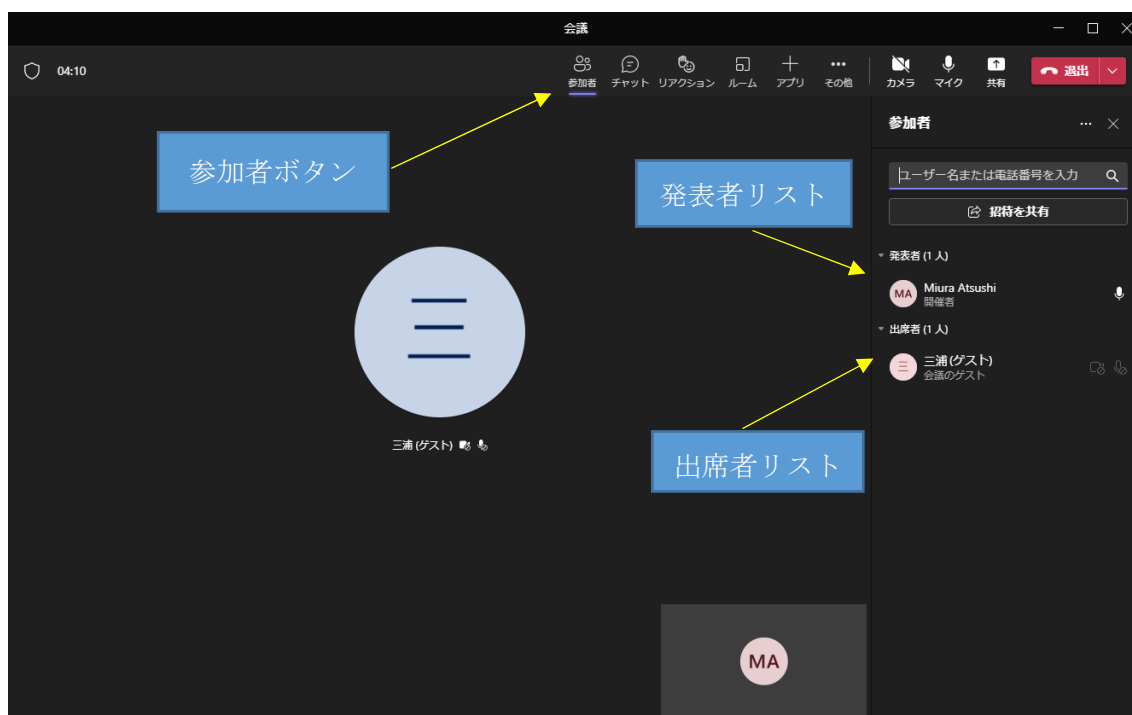 会議
04:10
参加者 チャット リアクション ルーム アプリ その他 カメラ マイク 共有 退出
参加者
参加者ボタン
発表者リスト
ユーザー名または電話番号を入力
招待を共有
発表者 (1 人)
MA Miura Atsushi
開催者
出席者 (1 人)
三 三浦 (ゲスト)
会議のゲスト
三
三浦 (ゲスト)
出席者リスト
MA